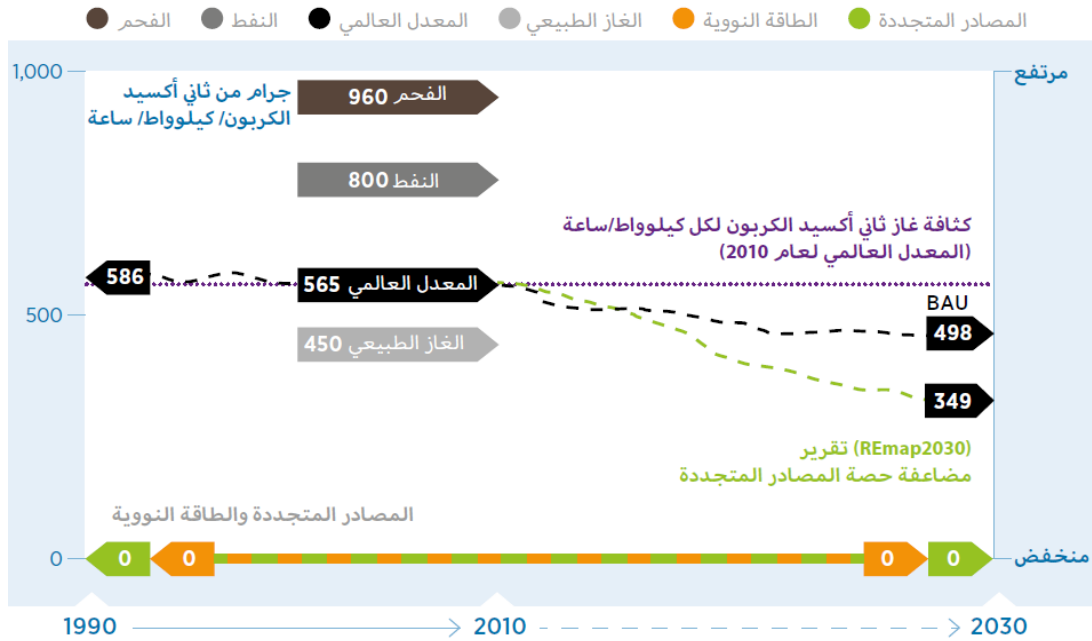 المصادر المتجددة الطاقة النووية الغاز الطبيعي المعدل العالمي النفط الفحم
1,000
مرتفع
جرام من ثاني أكسيد
الكربون/ كيلوواط/ ساعة
الفحم 960
النفط 800
كثافة غاز ثاني أكسيد الكربون لكل كيلوواط/ساعة
(المعدل العالمي لعام 2010)
586
المعدل العالمي 565
500
BAU
498
الغاز الطبيعي 450
349
تقرير (REmap2030)
مضاعفة حصة المصادر المتجددة
المصادر المتجددة والطاقة النووية
0 0 0 0 0
منخفض
1990 2010 2030